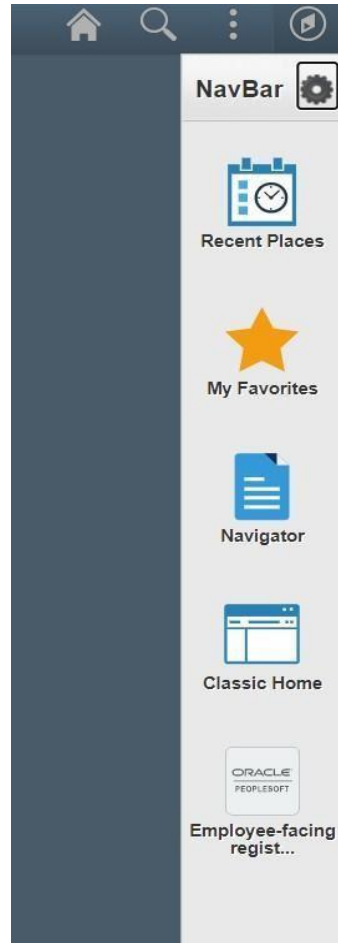 NavBar
Recent Places
My Favorites
Navigator
Classic Home
ORACLE
PEOPLESOFT
Employee-facing
regist...